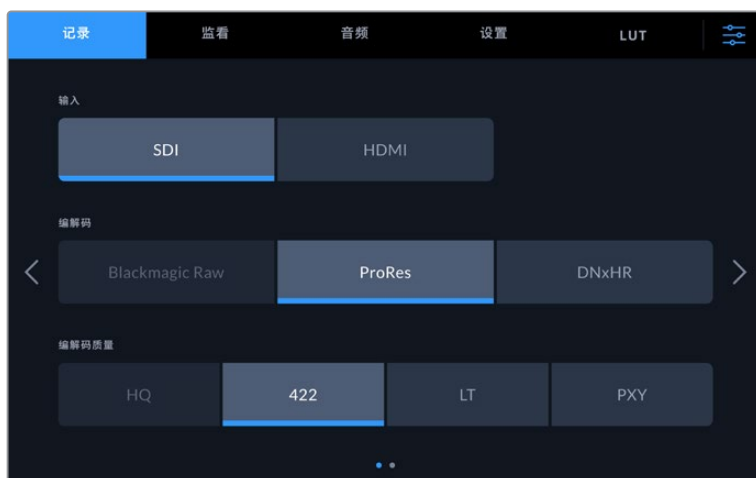 记录 监看 音频 设置 LUT
输入
SDI HDMI
编解码
Blackmagic Raw ProRes DNxHR
编解码质量
HQ 422 LT PXY